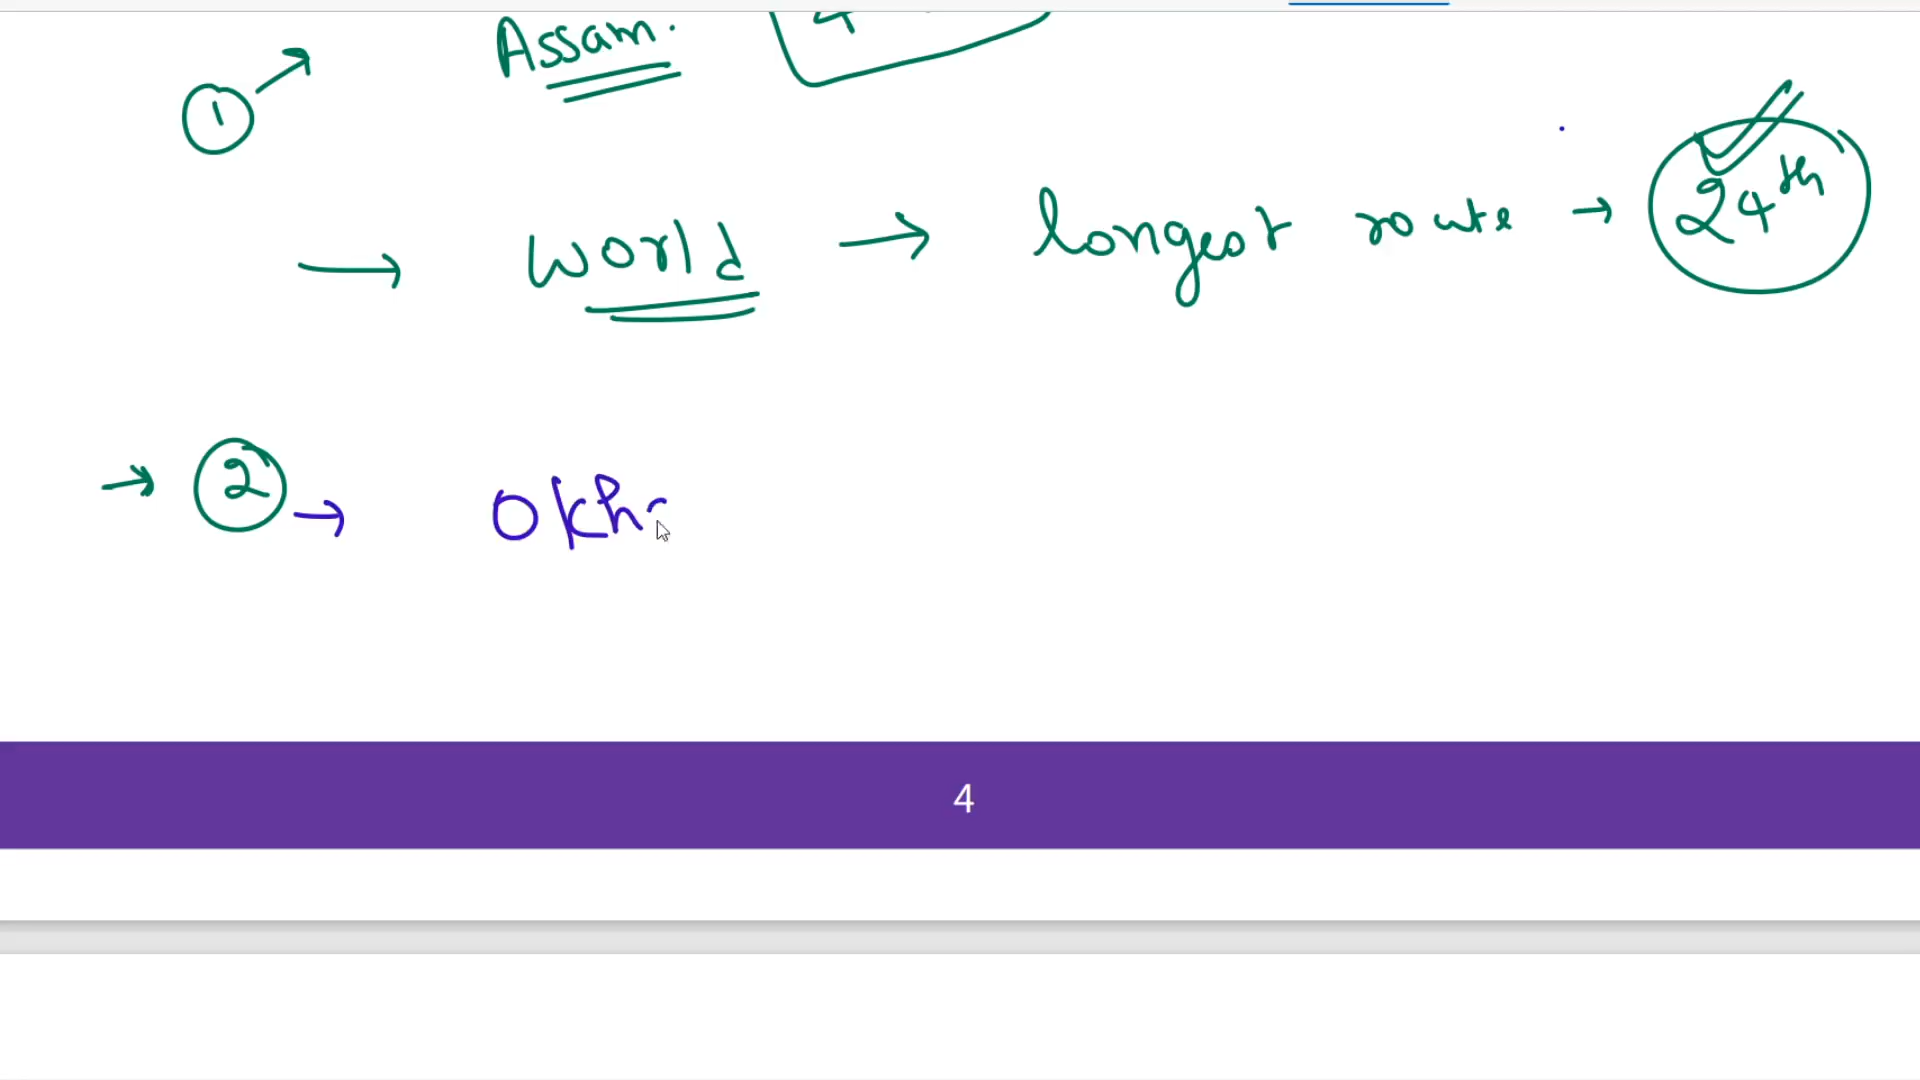 Assam.
①
World → longest route → 24th
→ ② → Okh
4